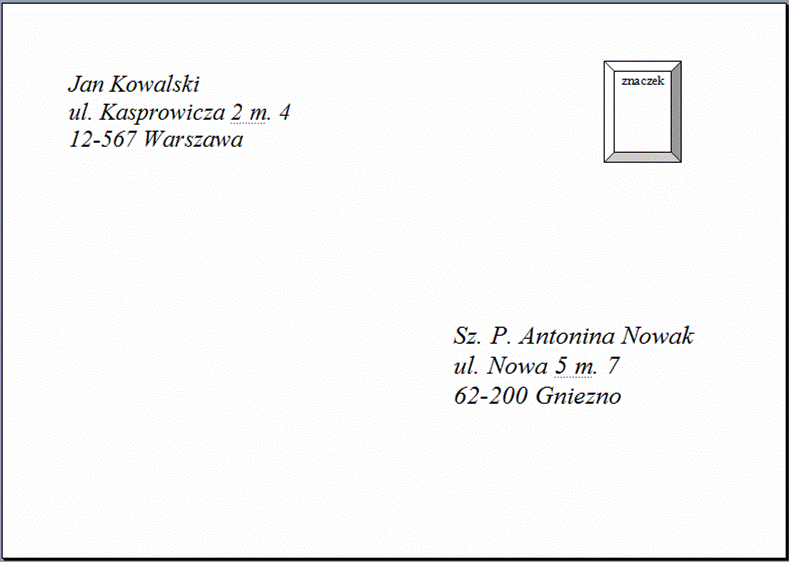 Jan Kowalski
ul. Kasprowicza 2 m. 4
12-567 Warszawa
znaczek
Sz. P. Antonina Nowak
ul. Nowa 5 m. 7
62-200 Gniezno